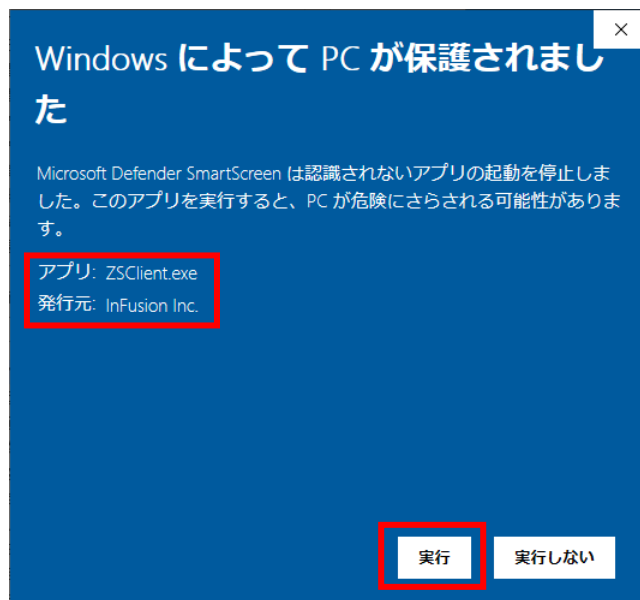 Windows によって PC が保護されまし
た
Microsoft Defender SmartScreen は認識されないアプリの起動を停止しま
した。このアプリを実行すると、PC が危険にさらされる可能性がありま
す。
アプリ: ZSClient.exe
発行元: InFusion Inc.
実行 実行しない